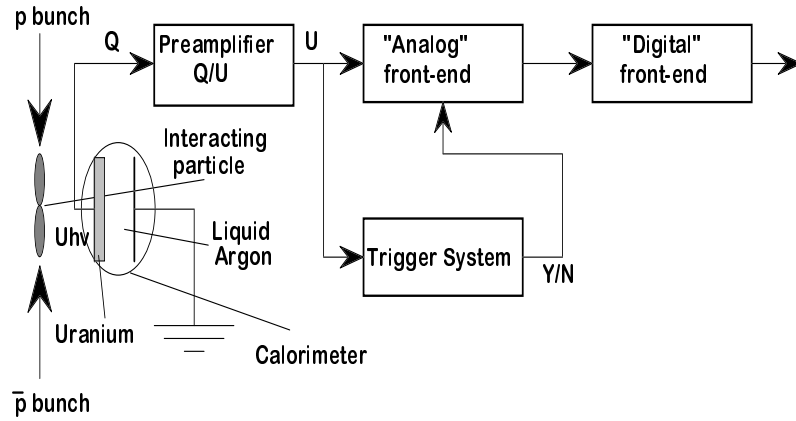 p bunch
Q
Preamplifier
Q/U
U
"Analog"
front-end
"Digital"
front-end
Interacting
particle
Uhv
Liquid
Argon
Trigger System
Y/N
Uranium
Calorimeter
p̅ bunch